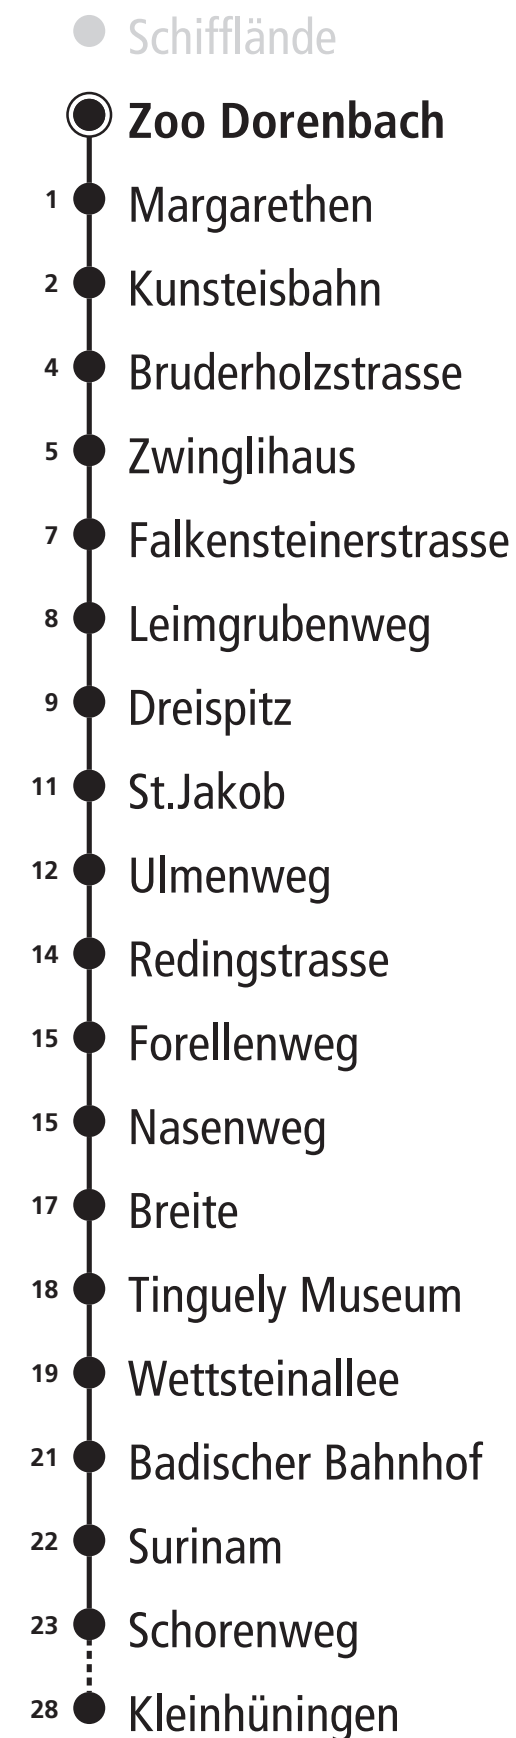 Schifflände
Zoo Dorenbach
1 Margarethen
2 Kunsteisbahn
4 Bruderholzstrasse
5 Zwinglihaus
7 Falkensteinerstrasse
8 Leimgrubenweg
9 Dreispitz
11 St.Jakob
12 Ulmenweg
14 Redingstrasse
15 Forellenweg
15 Nasenweg
17 Breite
18 Tinguely Museum
19 Wettsteinallee
21 Badischer Bahnhof
22 Surinam
23 Schorenweg
28 Kleinhüningen